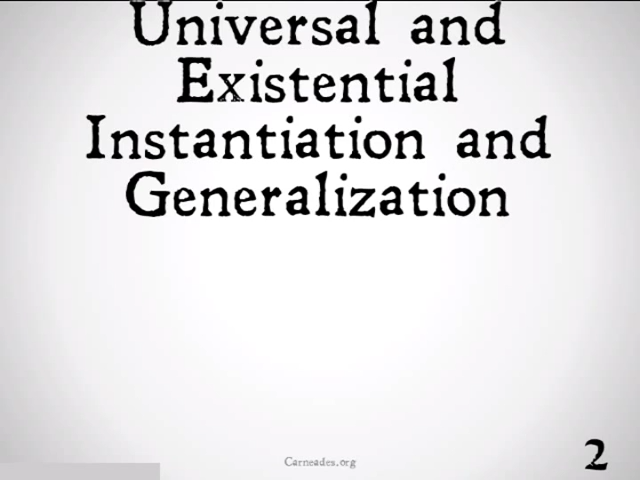 Universal and
Existential
Instantiation and
Generalization
Carneades.org
2